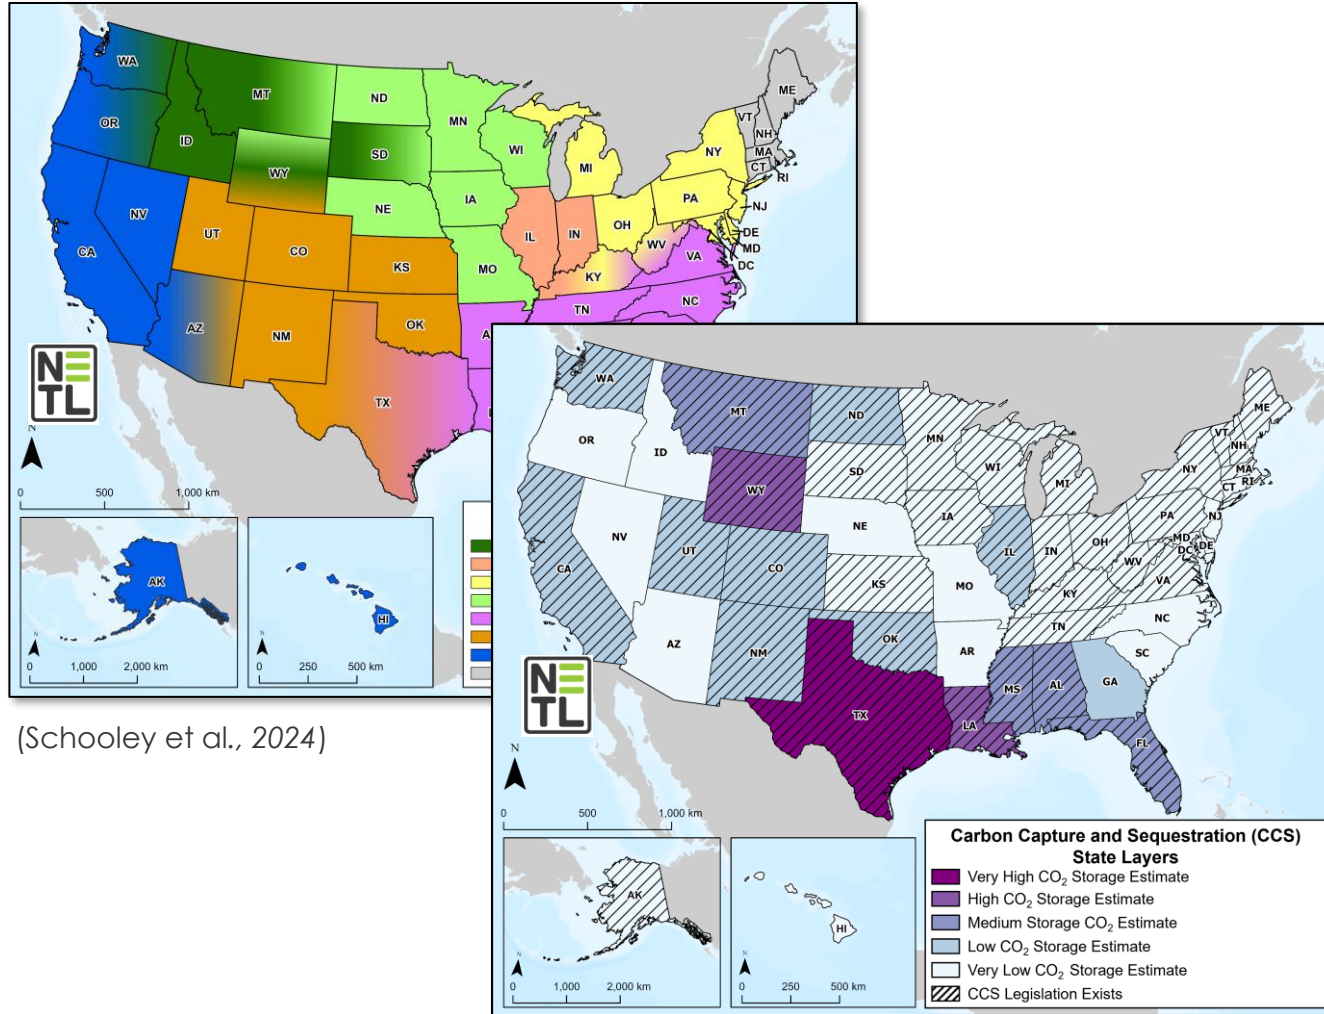 WA
MT
ND
MN
OR
ID
WY
SD
WI
MI
NY
VT
ME
NH
MA
CT
RI
NV
UT
CO
NE
IA
IL
IN
OH
PA
NJ
DE
MD
DC
WV
VA
CA
KS
MO
KY
AZ
NM
OK
TN
NC
TX
NETL
N
0 500 1,000 km
AK
N
0 1,000 2,000 km
HI
N
0 250 500 km
(Schooley et al., 2024)
WA
MT
ND
MN
OR
ID
WY
SD
WI
MI
NY
VT
ME
NH
MA
CT
RI
NV
UT
CO
NE
IA
IL
IN
OH
PA
NJ
MD
DC
DE
WV
VA
CA
KS
MO
KY
AZ
NM
OK
AR
TN
NC
SC
TX
LA
MS
AL
GA
FL
NETL
N
0 500 1,000 km
AK
N
0 1,000 2,000 km
HI
N
0 250 500 km
Carbon Capture and Sequestration (CCS)
State Layers
Very High CO₂ Storage Estimate
High CO₂ Storage Estimate
Medium Storage CO₂ Estimate
Low CO₂ Storage Estimate
Very Low CO₂ Storage Estimate
CCS Legislation Exists